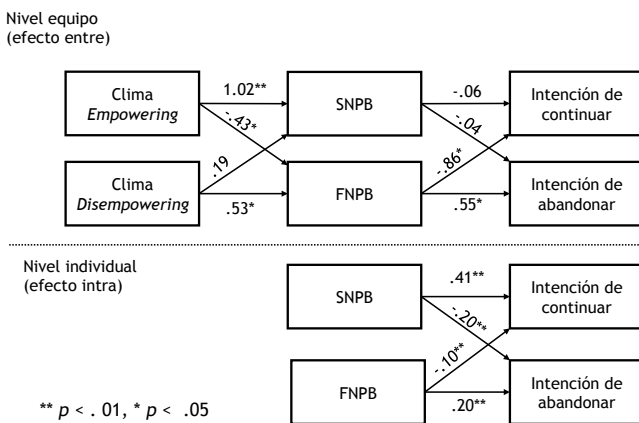 Nivel equipo
(efecto entre)
Clima
Empowering
1.02**
-.43*
SNPB
-.06
-.04
Intención de
continuar
Clima
Disempowering
.19
.53*
FNPB
-.86*
.55*
Intención de
abandonar
Nivel individual
(efecto intra)
SNPB
.41**
-.20**
Intención de
continuar
FNPB
-.10**
.20**
Intención de
abandonar
** p < . 01, * p < .05